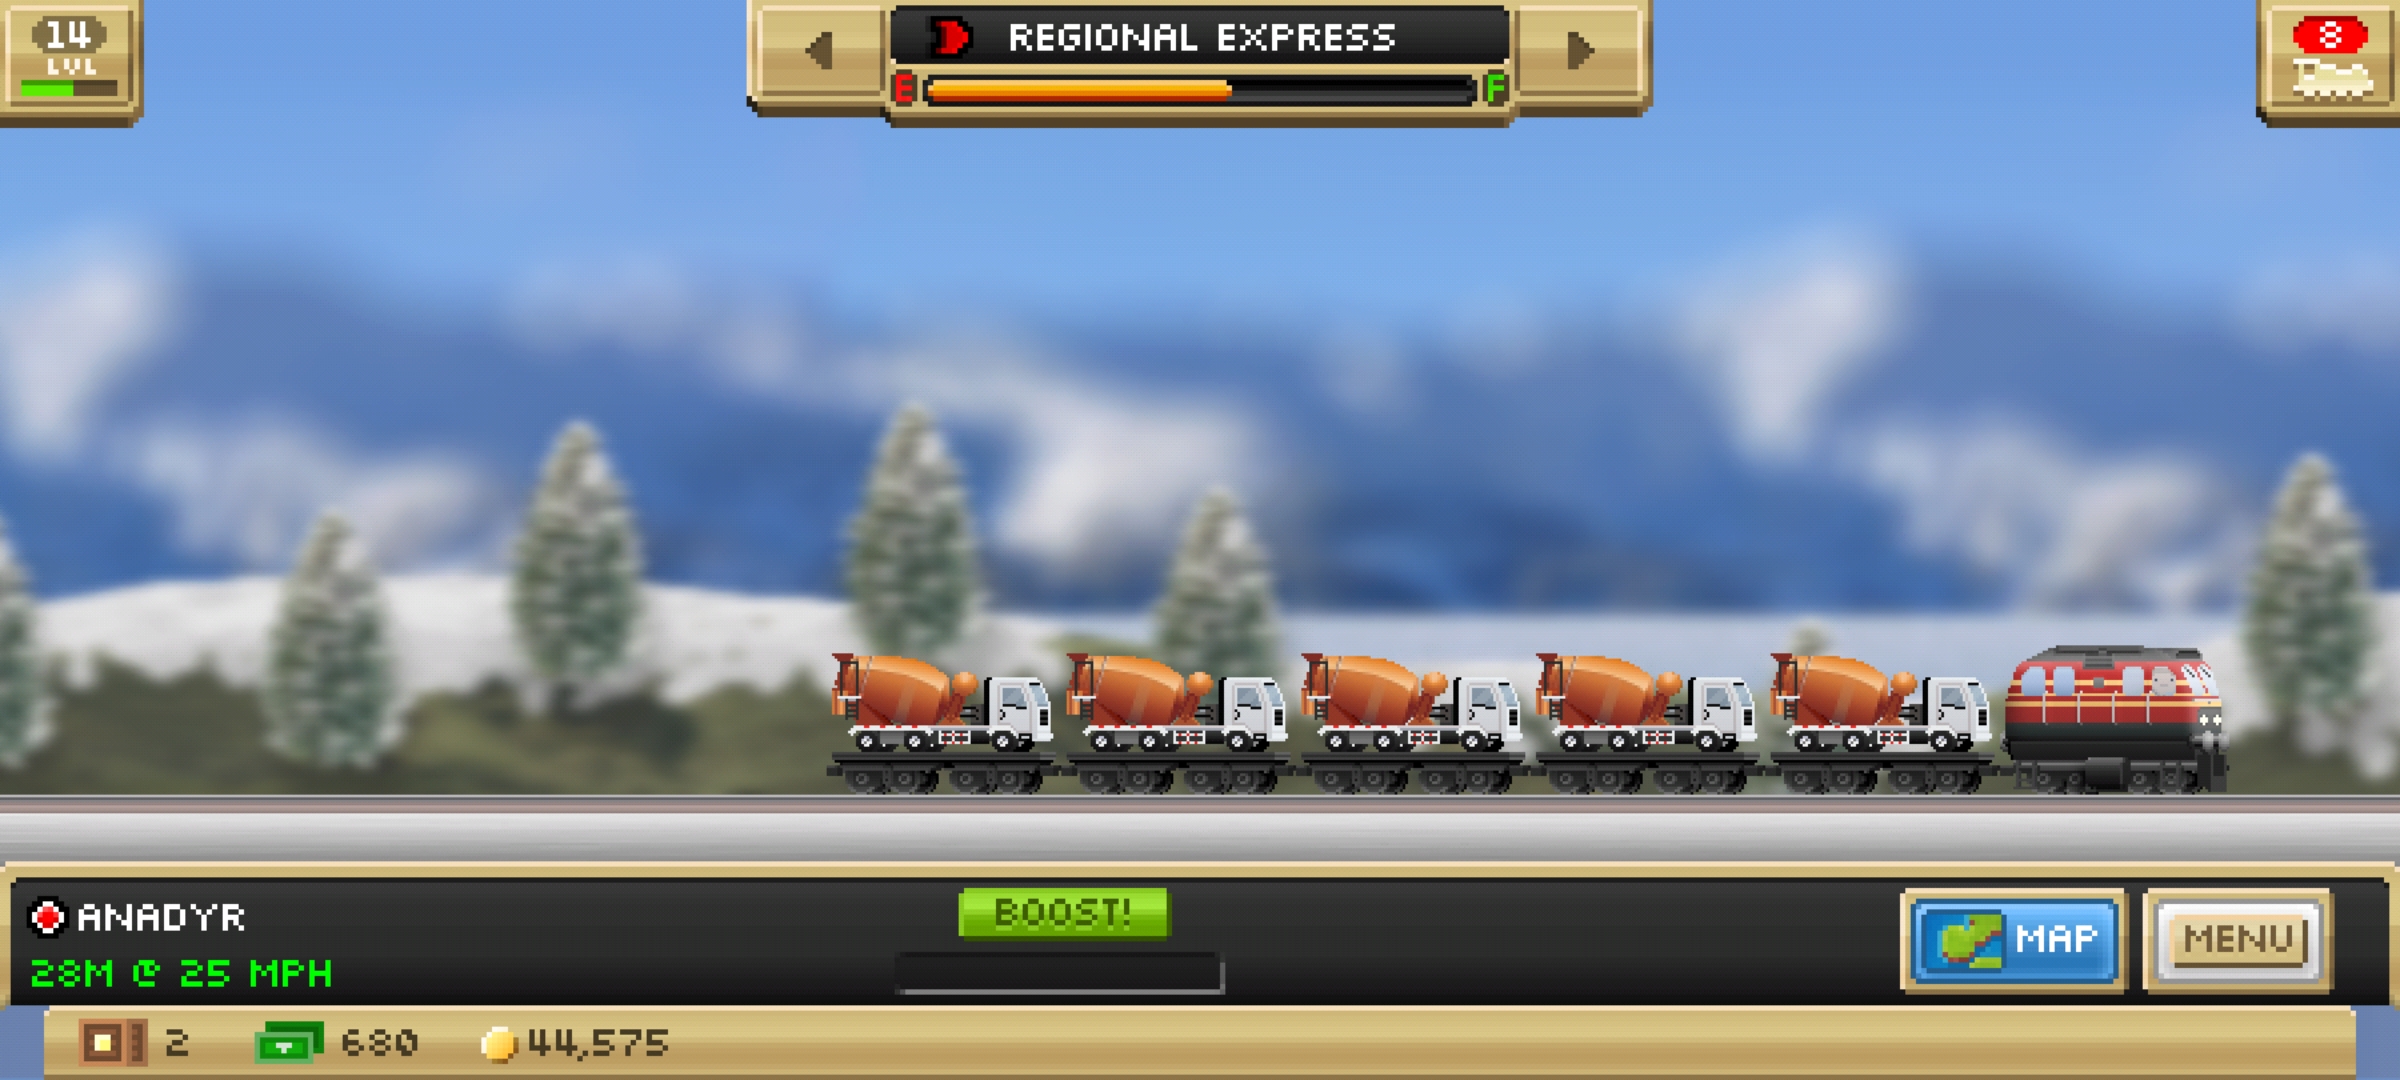 14
LVL
REGIONAL EXPRESS
E F
8
ANADYR
28M @ 25 MPH
BOOST!
MAP
MENU
2 680 44,575